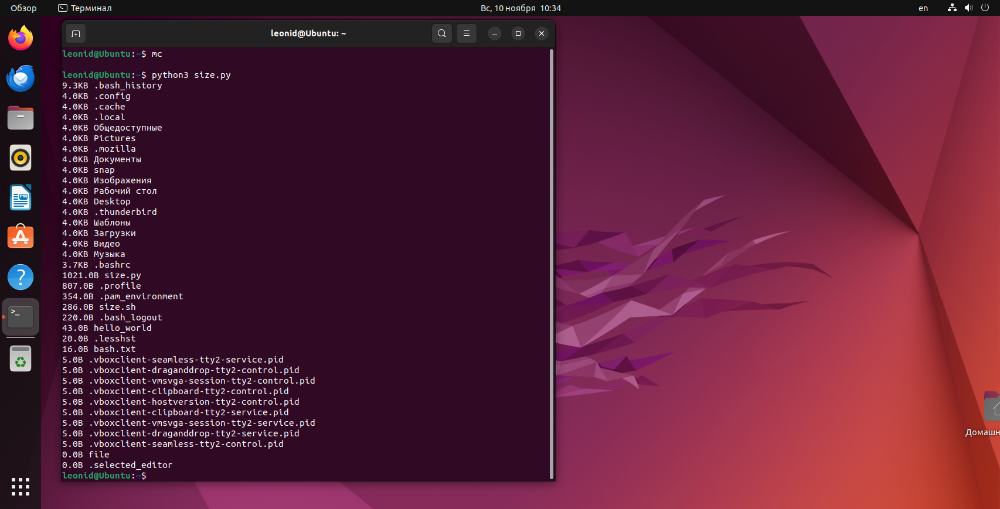 Обзор
Терминал
Вс, 10 ноября 10:34
en
leonid@Ubuntu: ~
leonid@Ubuntu:~$ mc
leonid@Ubuntu:~$ python3 size.py
9.3KB .bash_history
4.0KB .config
4.0KB .cache
4.0KB .local
4.0KB Общедоступные
4.0KB Pictures
4.0KB .mozilla
4.0KB Документы
4.0KB snap
4.0KB Изображения
4.0KB Рабочий стол
4.0KB Desktop
4.0KB .thunderbird
4.0KB Шаблоны
4.0KB Загрузки
4.0KB Видео
4.0KB Музыка
3.7KB .bashrc
1021.0B size.py
807.0B .profile
354.0B .pam_environment
286.0B size.sh
220.0B .bash_logout
43.0B hello_world
20.0B .lesshst
16.0B bash.txt
5.0B .vboxclient-seamless-tty2-service.pid
5.0B .vboxclient-draganddrop-tty2-control.pid
5.0B .vboxclient-vmsvga-session-tty2-control.pid
5.0B .vboxclient-clipboard-tty2-control.pid
5.0B .vboxclient-hostversion-tty2-control.pid
5.0B .vboxclient-clipboard-tty2-service.pid
5.0B .vboxclient-vmsvga-session-tty2-service.pid
5.0B .vboxclient-draganddrop-tty2-service.pid
5.0B .vboxclient-seamless-tty2-control.pid
0.0B file
0.0B .selected_editor
leonid@Ubuntu:~$
Домашн